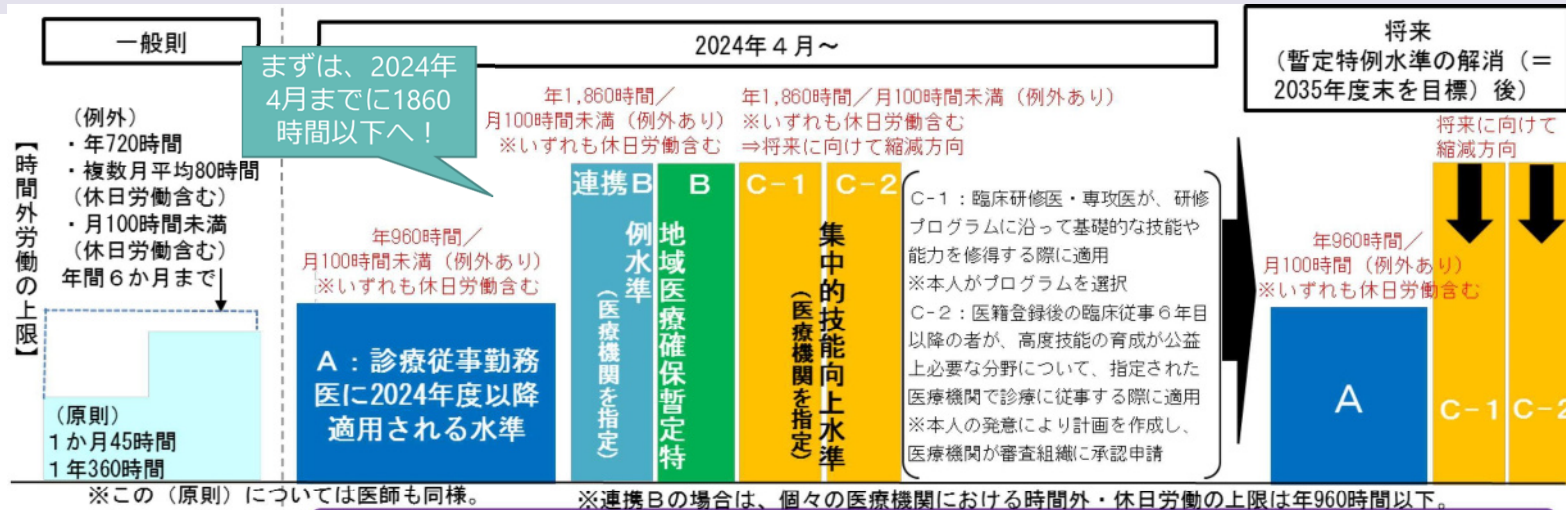 一般則
2024年4月~
将来
(暫定特例水準の解消(=
2035年度末を目標)後)
まずは、2024年
4月までに1860
時間以下へ!
【時間外労働の上限】
(例外)
・年720時間
・複数月平均80時間
(休日労働含む)
・月100時間未満
(休日労働含む)
年間6か月まで
(原則)
1か月45時間
1年360時間
年960時間/
月100時間未満(例外あり)
※いずれも休日労働含む
A:診療従事勤務
医に2024年度以降
適用される水準
年1,860時間/
月100時間未満(例外あり)
※いずれも休日労働含む
年1,860時間/月100時間未満(例外あり)
※いずれも休日労働含む
⇒将来に向けて縮減方向
連携B
B
地域医療確保暫定特
例水準
(医療機関を指定)
C-1
C-2
集中的技能向上水準
(医療機関を指定)
C-1:臨床研修医・専攻医が、研修
プログラムに沿って基礎的な技能や
能力を修得する際に適用
※本人がプログラムを選択
C-2:医籍登録後の臨床従事6年目
以降の者が、高度技能の育成が公益
上必要な分野について、指定された
医療機関で診療に従事する際に適用
※本人の発意により計画を作成し、
医療機関が審査組織に承認申請
将来に向けて
縮減方向
年960時間/
月100時間(例外あり)
※いずれも休日労働含む
A
C-1
C-2
※この(原則)については医師も同様。
※連携Bの場合は、個々の医療機関における時間外・休日労働の上限は年960時間以下。